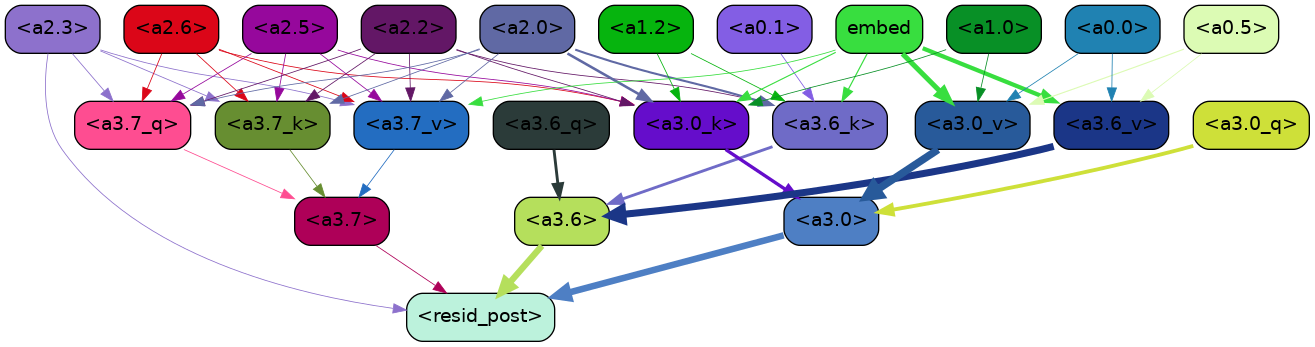 <a2.3> <a2.6> <a2.5> <a2.2> <a2.0> <a1.2> <a0.1> embed <a1.0> <a0.0> <a0.5>
<a3.7_q> <a3.7_k> <a3.7_v> <a3.6_q> <a3.0_k> <a3.6_k> <a3.0_v> <a3.6_v> <a3.0_q>
<a3.7> <a3.6> <a3.0>
<resid_post>